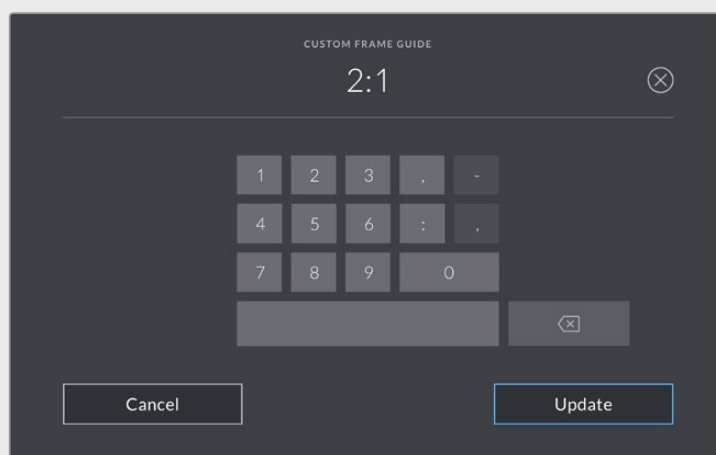 CUSTOM FRAME GUIDE
2:1
1 2 3 , -
4 5 6 : ,
7 8 9 0
Cancel Update